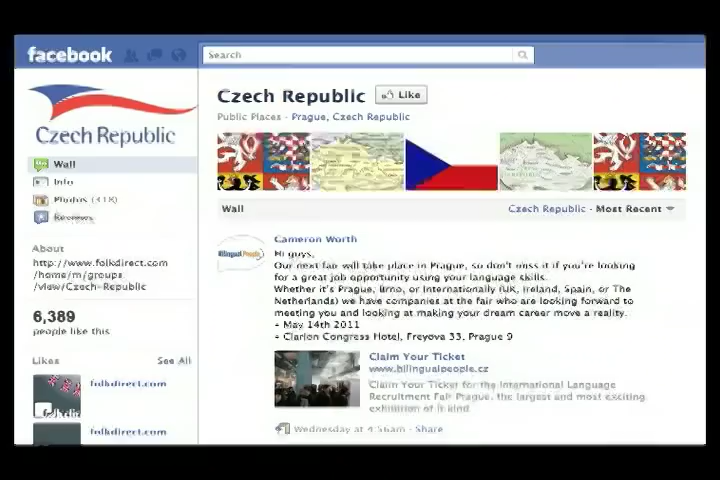 facebook
Search
Czech Republic
Like
Public Places · Prague, Czech Republic
Czech Republic
Wall
Info
Photos (318)
Reviews
Wall
Czech Republic · Most Recent
About
http://www.folkdirect.com
/home/m/groups
/view/Czech-Republic
6,389
people like this
Likes
See All
folkdirect.com
folkdirect.com
Cameron Worth
Hi guys,
Our next fair will take place in Prague, so don't miss it if you're looking
for a great job opportunity using your language skills.
Whether it's Prague, Brno, or Internationally (UK, Ireland, Spain, or The
Netherlands) we have companies at the fair who are looking forward to
meeting you and looking at making your dream career move a reality.
• May 14th 2011
• Clarion Congress Hotel, Freyova 33, Prague 9
Claim Your Ticket
www.bilingualpeople.cz
Claim Your Ticket for the International Language
Recruitment Fair Prague, the largest and most exciting
exhibition of it kind
Wednesday at 4:56am · Share